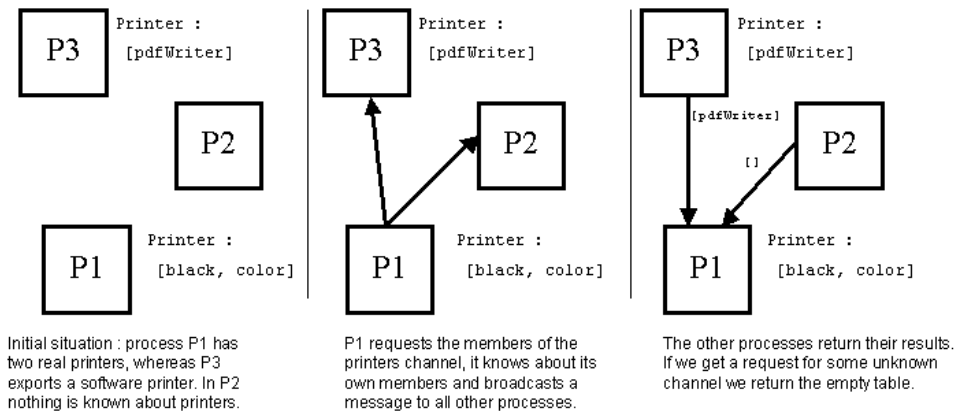 Printer :
P3
[pdfWriter]
P2
Printer :
P1
[black, color]
Initial situation : process P1 has
two real printers, whereas P3
exports a software printer. In P2
nothing is known about printers.
Printer :
P3
[pdfWriter]
P2
Printer :
P1
[black, color]
P1 requests the members of the
printers channel, it knows about its
own members and broadcasts a
message to all other processes.
Printer :
P3
[pdfWriter]
[pdfWriter]
P2
[]
Printer :
P1
[black, color]
The other processes return their results.
If we get a request for some unknown
channel we return the empty table.